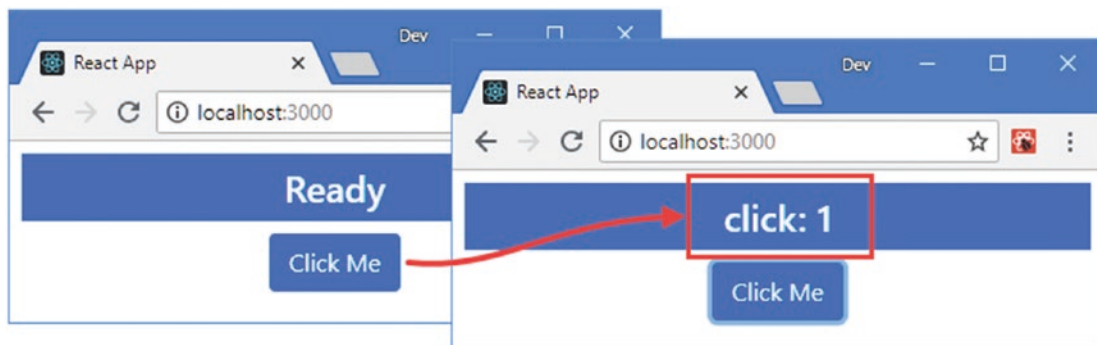 Dev
React App
localhost:3000
Ready
Click Me
Dev
React App
localhost:3000
click: 1
Click Me